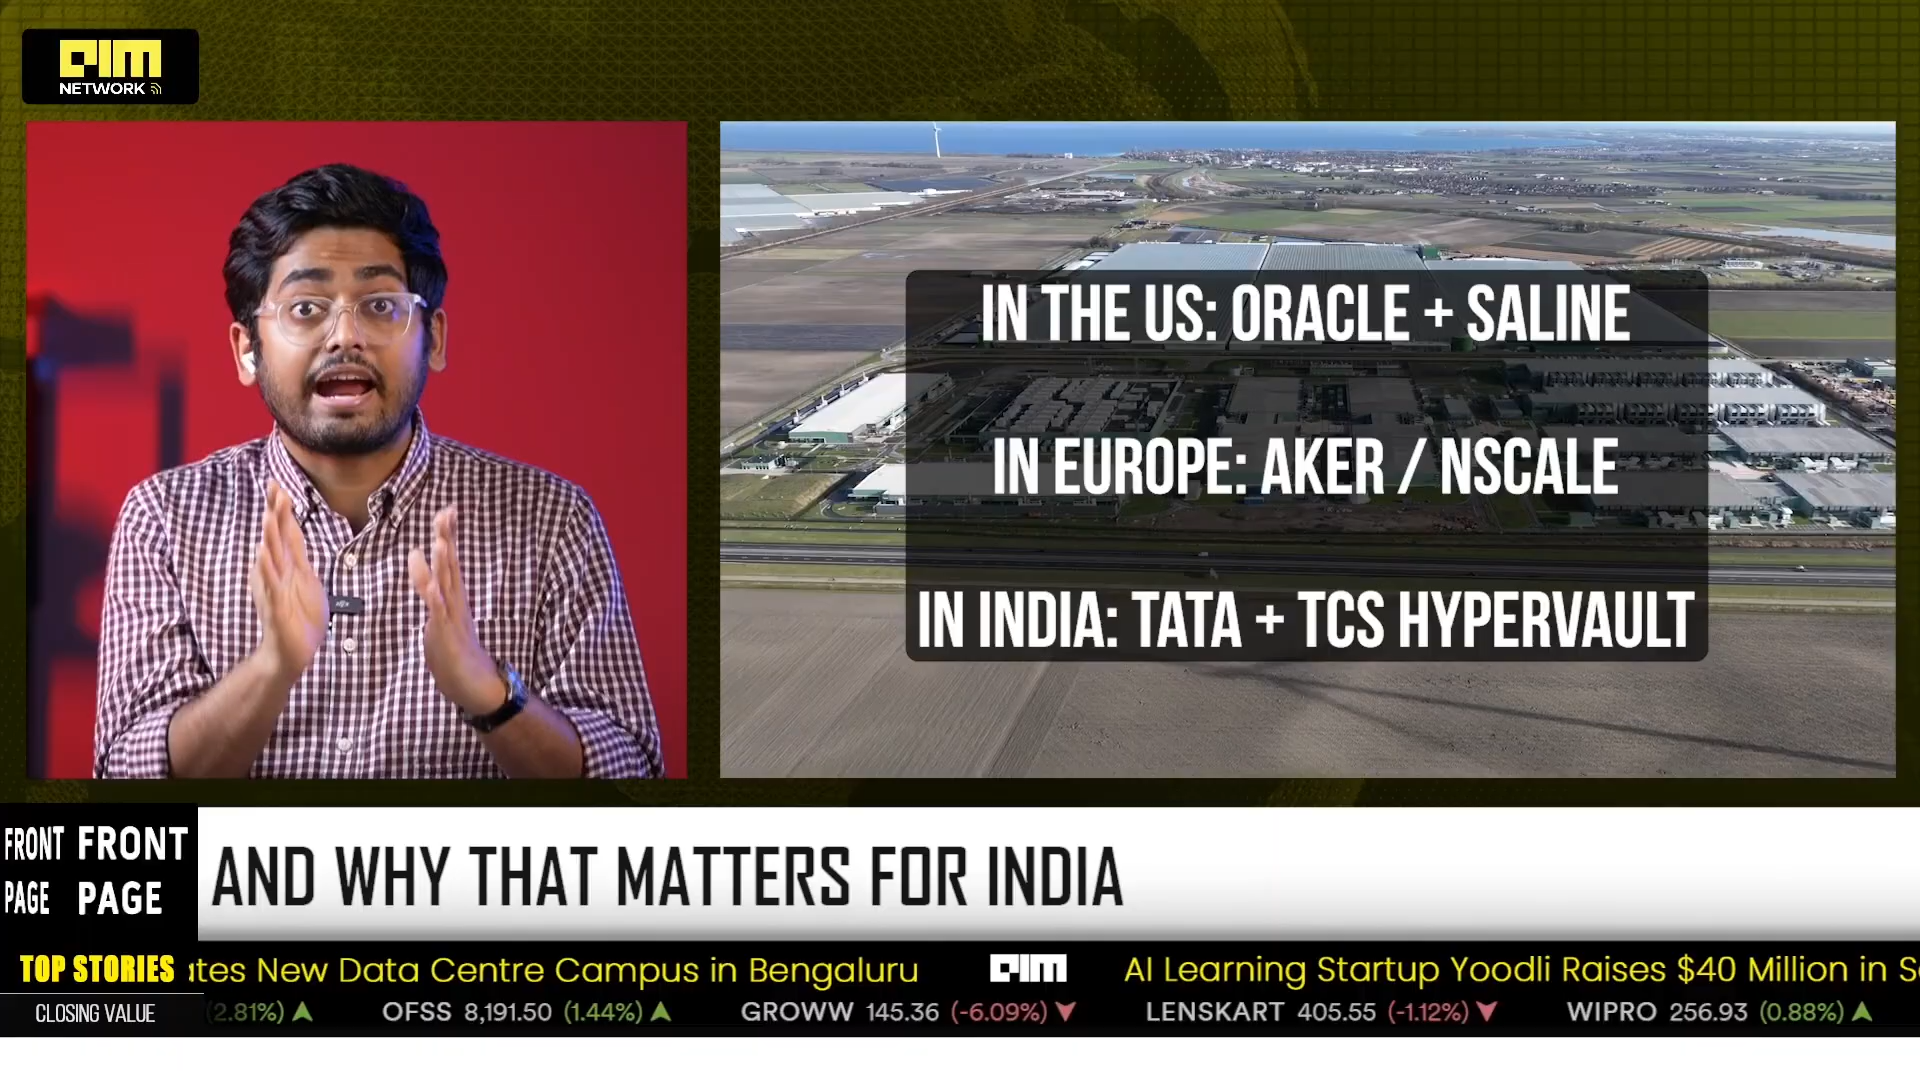 AIM
NETWORK
IN THE US: ORACLE + SALINE
IN EUROPE: AKER / NSCALE
IN INDIA: TATA + TCS HYPERVAULT
FRONT PAGE
FRONT PAGE
AND WHY THAT MATTERS FOR INDIA
TOP STORIES
ates New Data Centre Campus in Bengaluru AIM AI Learning Startup Yoodli Raises $40 Million in S
CLOSING VALUE
(2.81%) ▲ OFSS 8,191.50 (1.44%) ▲ GROWW 145.36 (-6.09%) ▼ LENSKART 405.55 (-1.12%) ▼ WIPRO 256.93 (0.88%) ▲